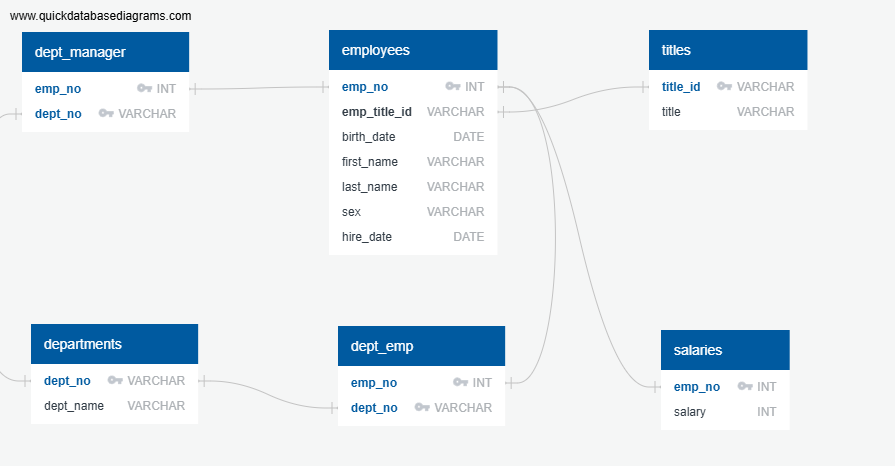 www.quickdatabasediagrams.com
dept_manager
emp_no INT
dept_no VARCHAR
employees
emp_no INT
emp_title_id VARCHAR
birth_date DATE
first_name VARCHAR
last_name VARCHAR
sex VARCHAR
hire_date DATE
titles
title_id VARCHAR
title VARCHAR
departments
dept_no VARCHAR
dept_name VARCHAR
dept_emp
emp_no INT
dept_no VARCHAR
salaries
emp_no INT
salary INT